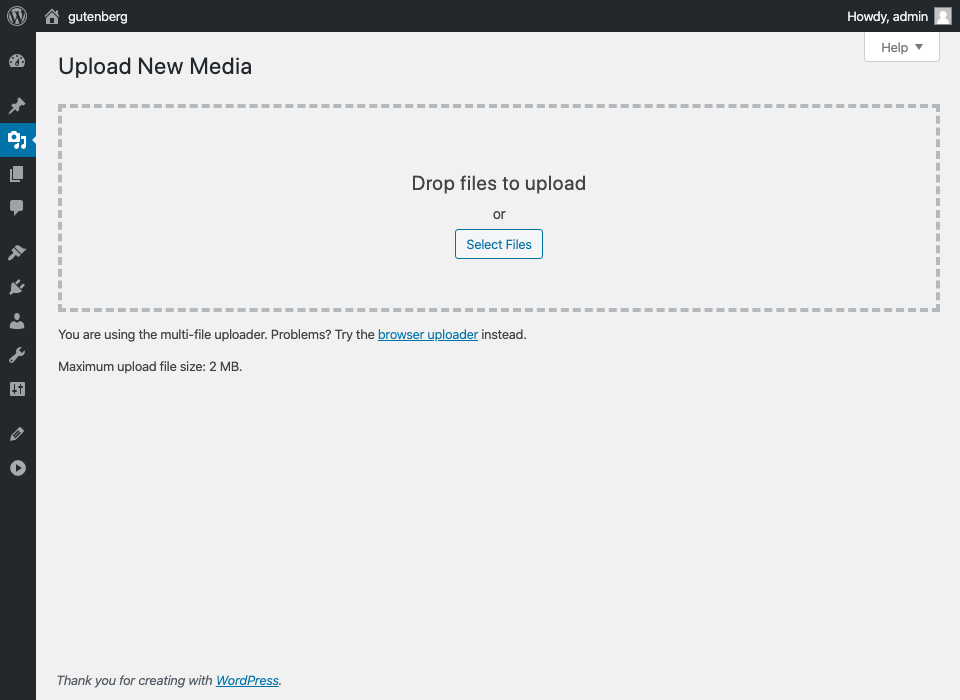 gutenberg
Howdy, admin
Help
Upload New Media
Drop files to upload
or
Select Files
You are using the multi-file uploader. Problems? Try the browser uploader instead.
Maximum upload file size: 2 MB.
Thank you for creating with WordPress.